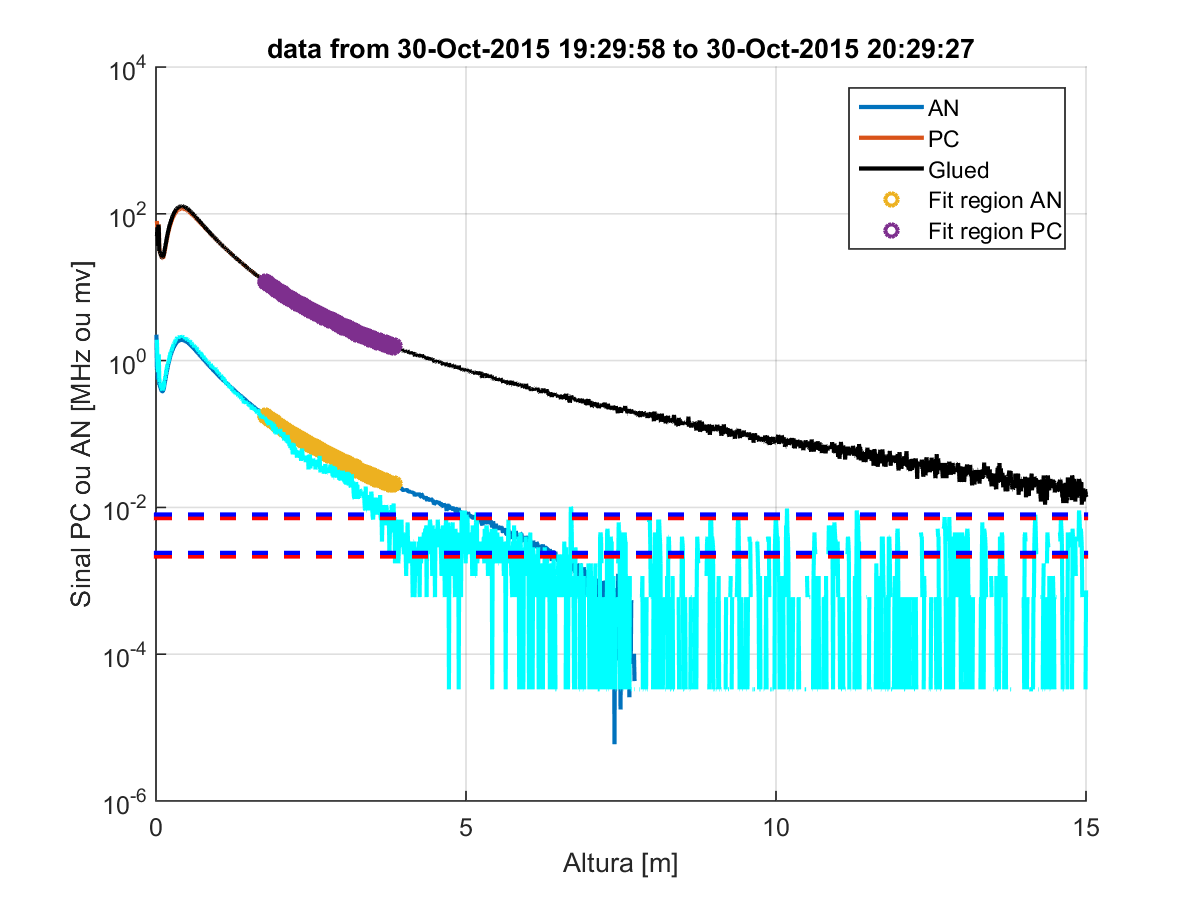 data from 30-Oct-2015 19:29:58 to 30-Oct-2015 20:29:27
10^4
10^2
10^0
10^-2
10^-4
10^-6
Sinal PC ou AN [MHz ou mv]
AN
PC
Glued
Fit region AN
Fit region PC
0 5 10 15
Altura [m]